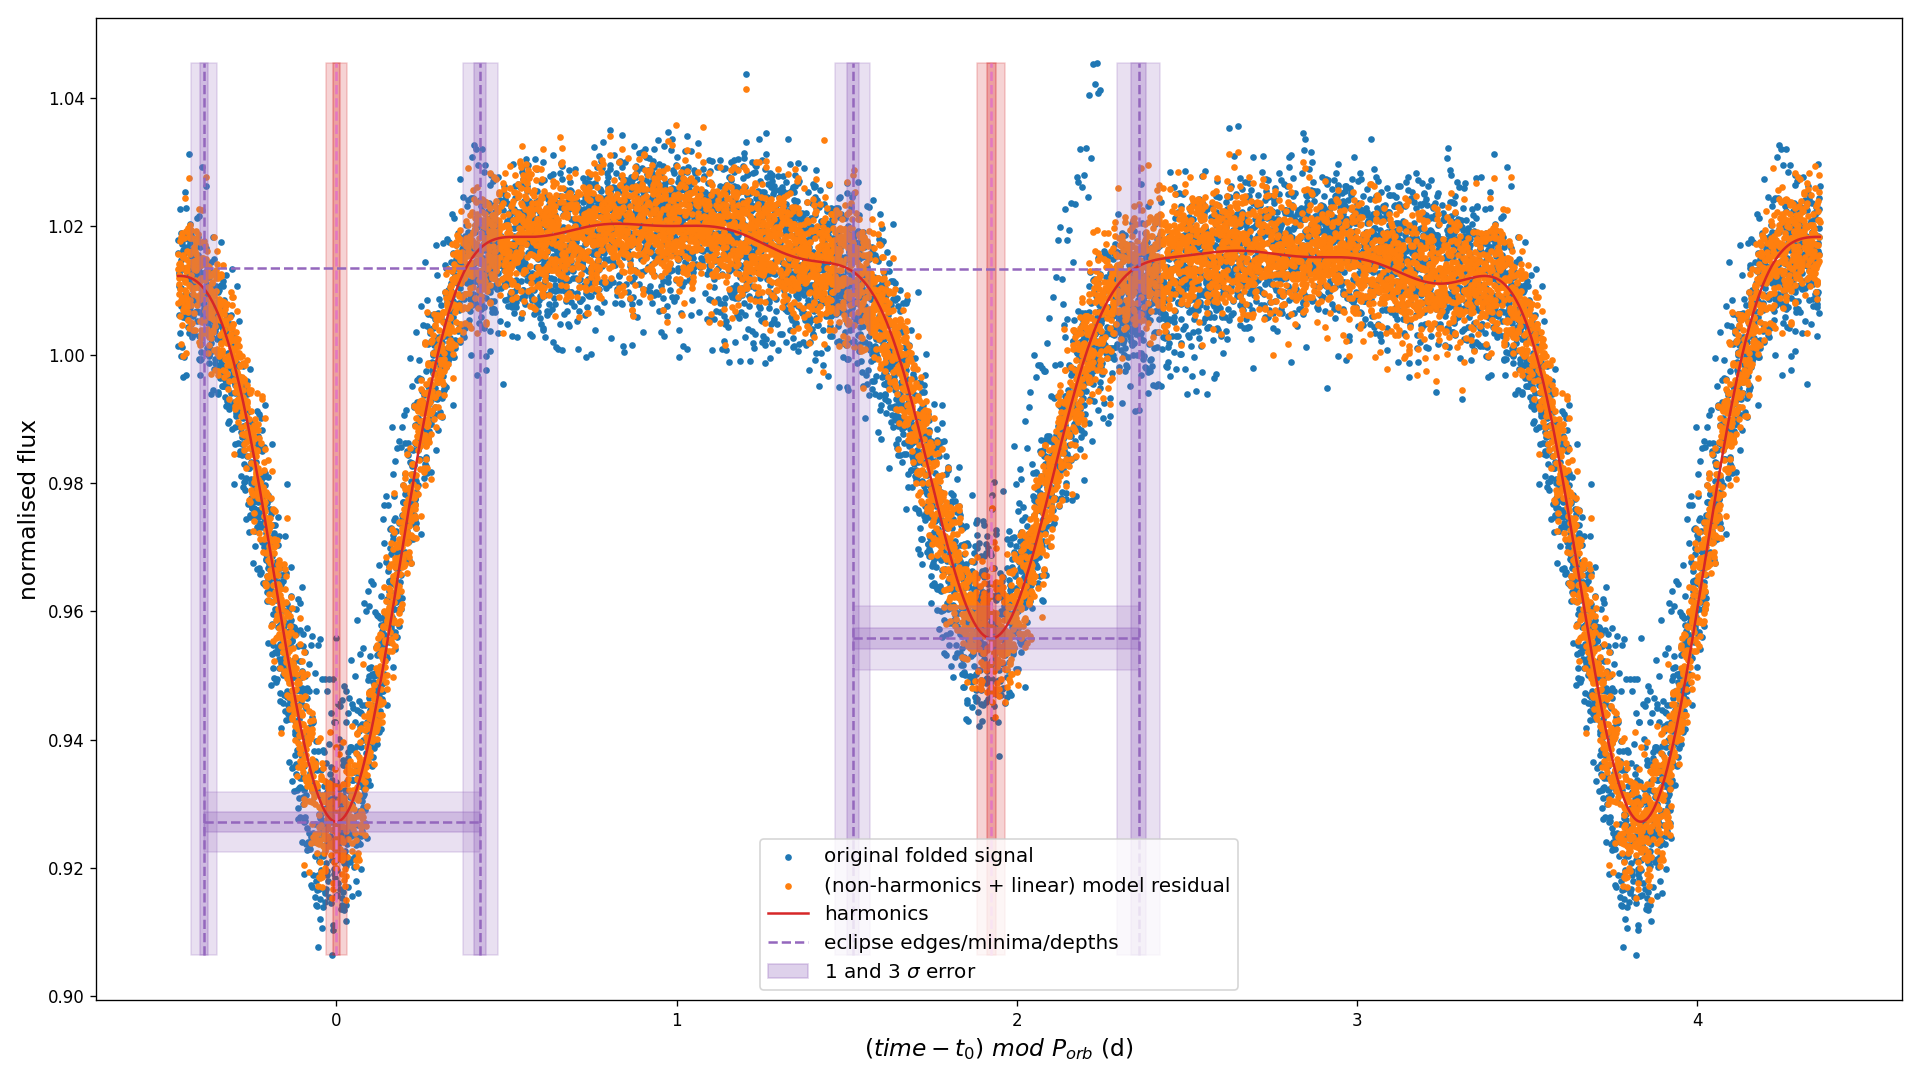 normalised flux
1.04
1.02
1.00
0.98
0.96
0.94
0.92
0.90
original folded signal
(non-harmonics + linear) model residual
harmonics
eclipse edges/minima/depths
1 and 3 σ error
0 1 2 3 4
(time − t₀) mod P_orb (d)